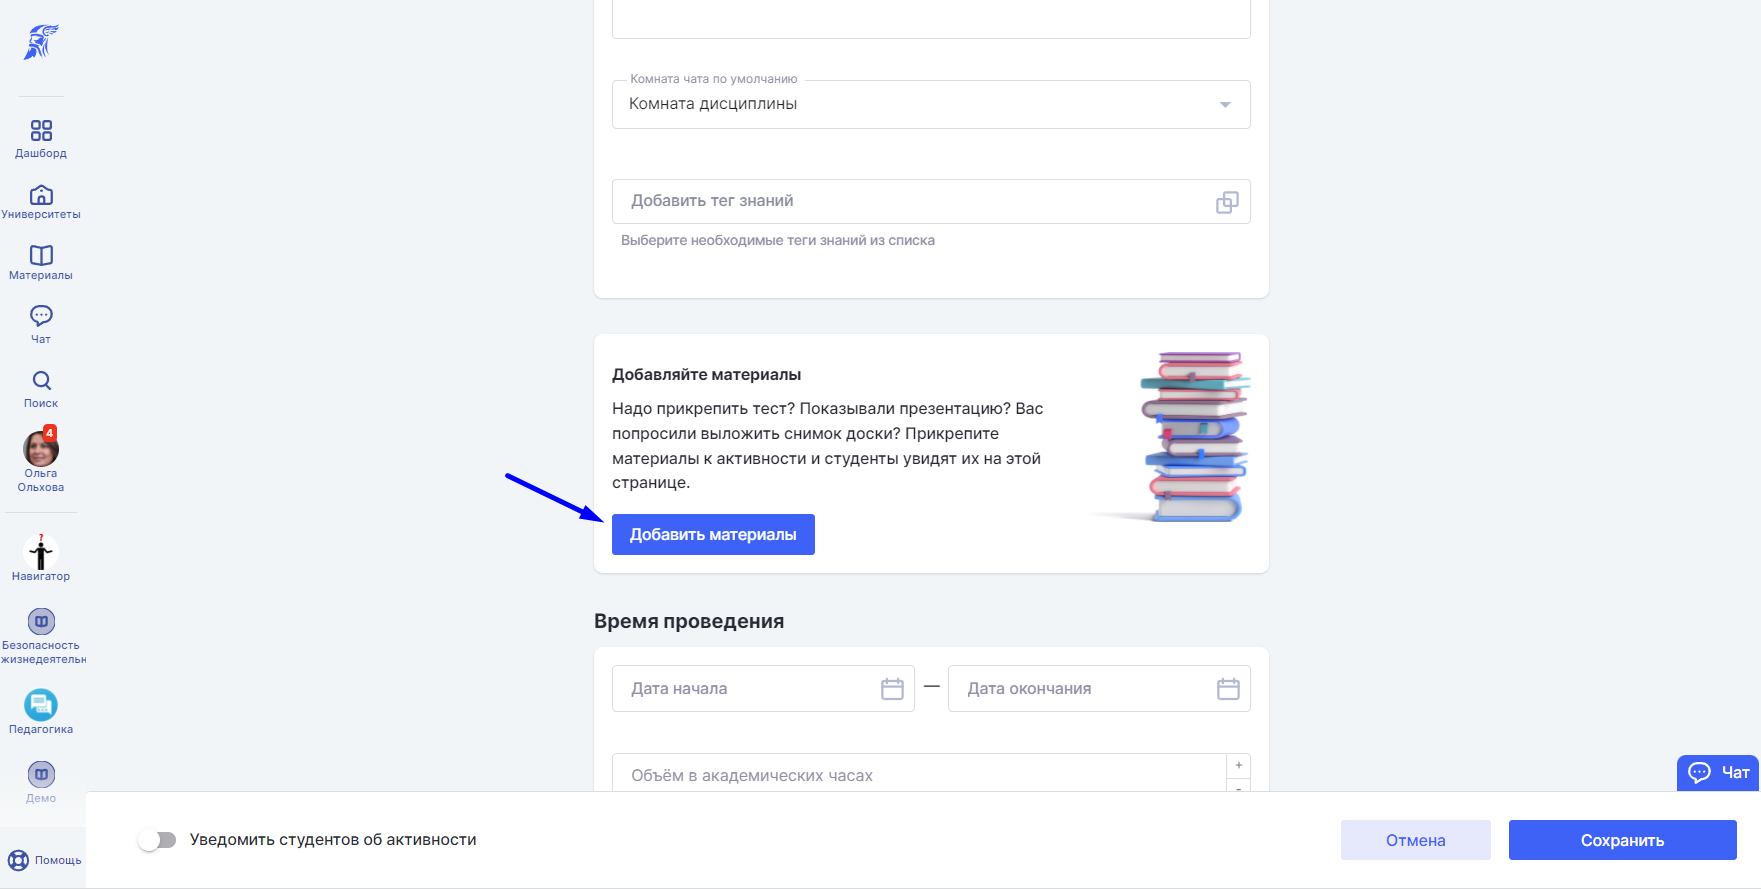 Дашборд
Университеты
Материалы
Чат
Поиск
4
Ольга
Ольхова
?
Навигатор
Безопасность
жизнедеятельн
Педагогика
Демо
Помощь
Комната чата по умолчанию
Комната дисциплины
Добавить тег знаний
Выберите необходимые теги знаний из списка
Добавляйте материалы
Надо прикрепить тест? Показывали презентацию? Вас
попросили выложить снимок доски? Прикрепите
материалы к активности и студенты увидят их на этой
странице.
Добавить материалы
Время проведения
Дата начала
—
Дата окончания
Объём в академических часах
+
-
Чат
Уведомить студентов об активности
Отмена
Сохранить